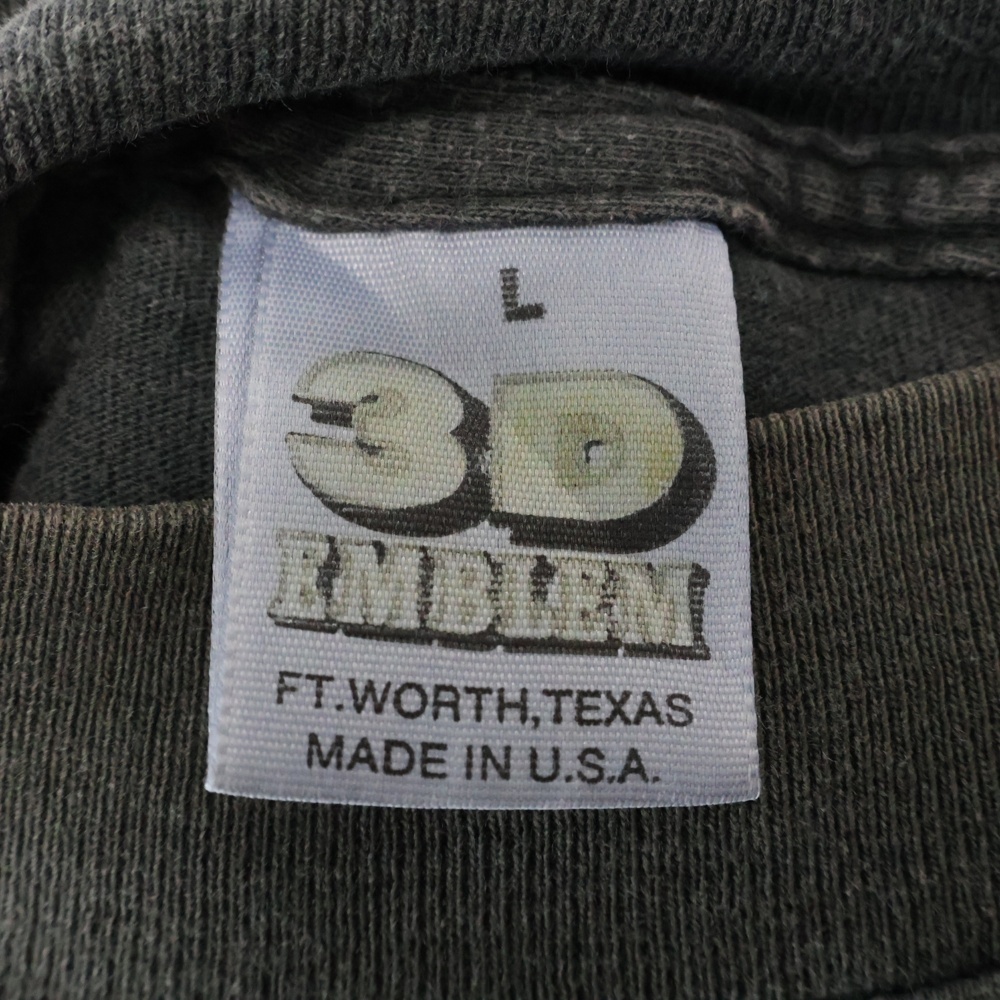 L
3D
EMBLEM
FT.WORTH,TEXAS
MADE IN U.S.A.